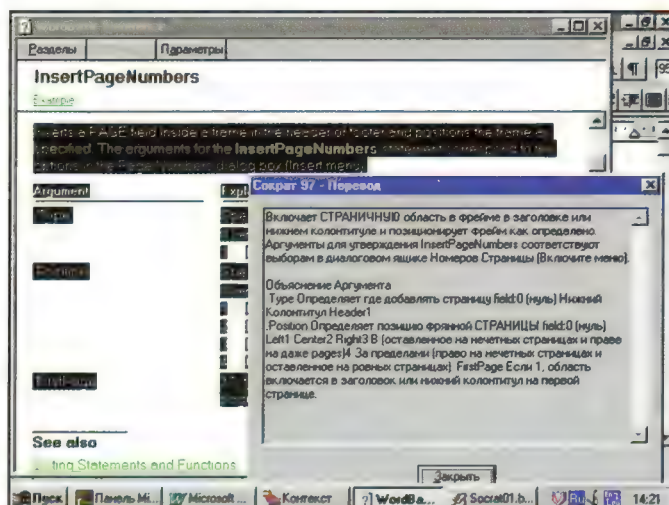 Разделы Параметры
InsertPageNumbers
Example
Inserts a PAGE field inside a frame in the header or footer and positions the frame as
specified. The arguments for the InsertPageNumbers
options in the Page Numbers dialog box (Insert menu)
Argument
Сократ 97 - Перевод
Включает СТРАНИЧНУЮ область в фрейме в заголовке или
нижнем колонтитуле и позиционирует фрейм как определено.
Аргументы для утверждения InsertPageNumbers соответствуют
выборам в диалоговом ящике Номеров Страницы (Включите меню).
Объяснение Аргумента
.Type Определяет где добавлять страницу field:0 (нуль) Нижний
Колонтитул Header1
.Position Определяет позицию СТРАНИЦЫ field:0 (нуль)
Left1 Center2 Right3 В (оставленное на нечетных страницах и праве
на даже pages)4 За пределами (право на нечетных страницах и
оставленное на ровных страницах) .FirstPage Если 1, область
включается в заголовок или нижний колонтитул на первой
странице.
See also
Statements and Functions
Закрыть
Пуск Панель Mi... Microsoft ... Контекст WordBa... Socrat01.b... Ru 14:21